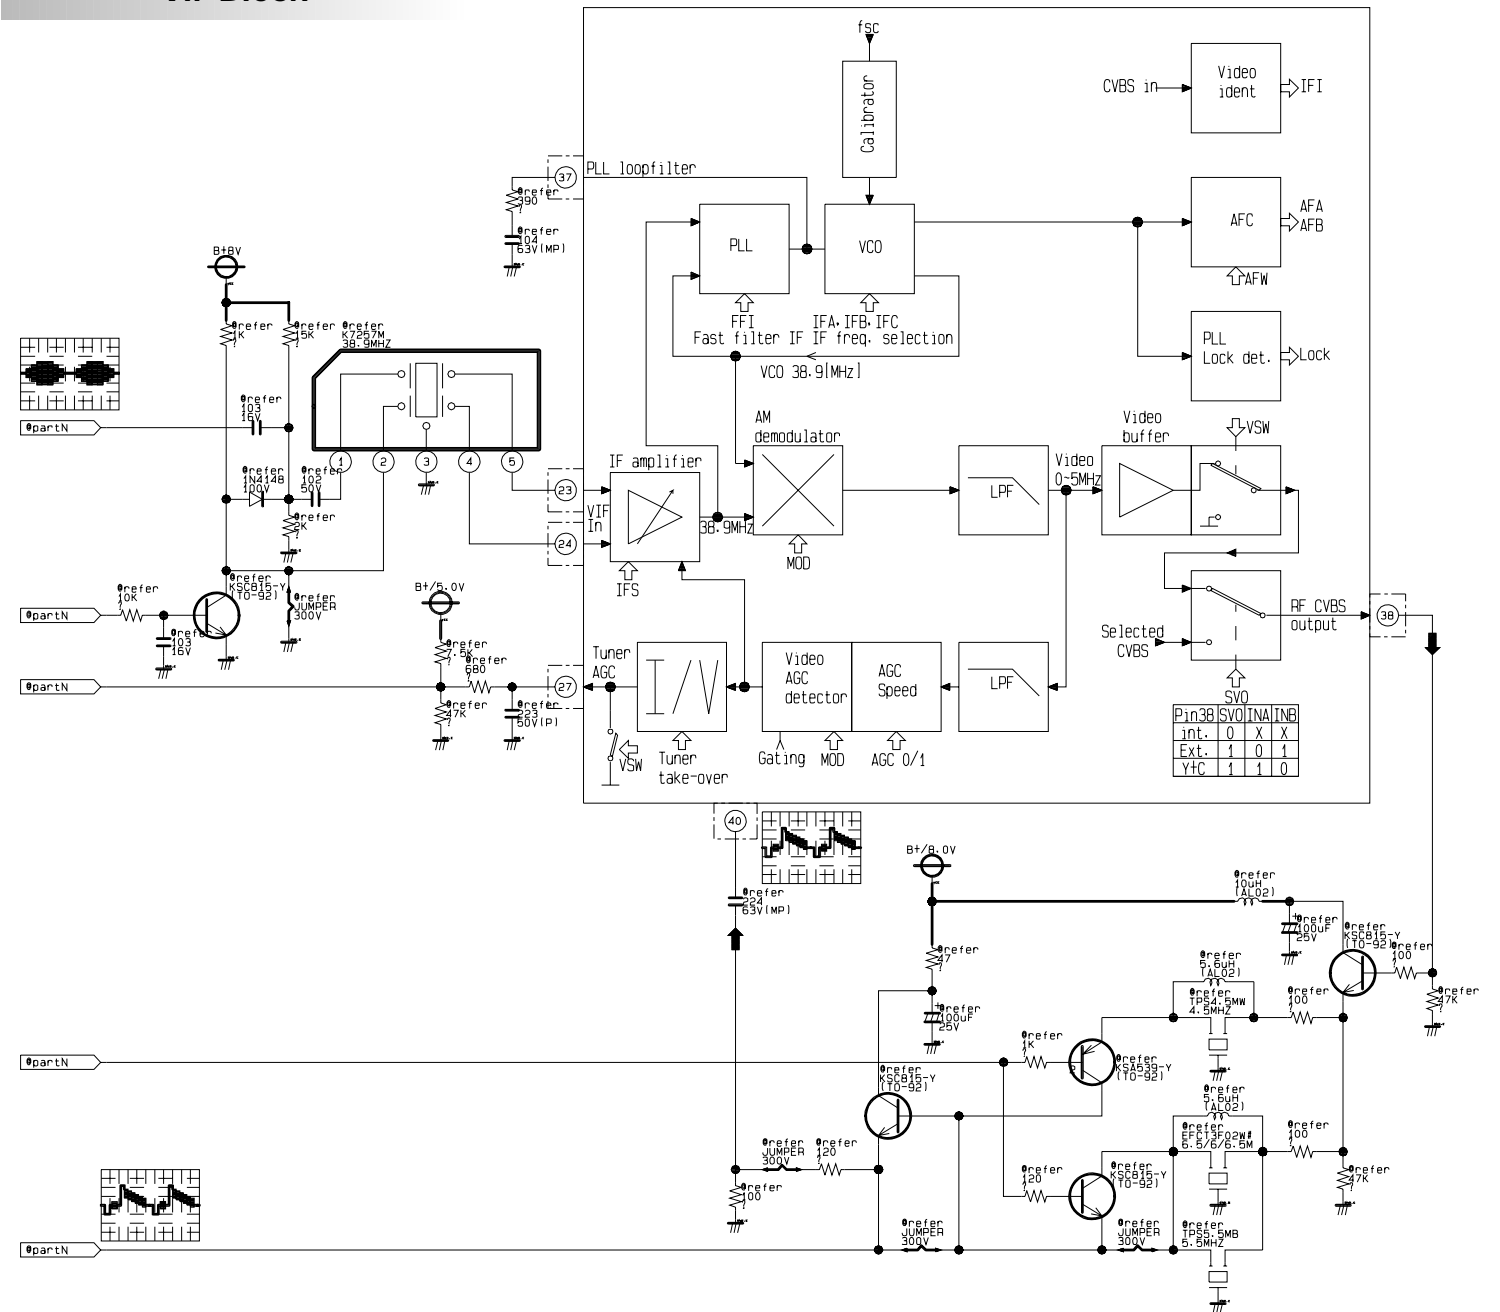 fsc
Calibrator
CVBS in
Video
ident
IFI
37
PLL loopfilter
@refer
390
?
@refer
104
63V(MP)
PLL
VCO
AFC
AFA
AFB
AFW
FFI
IFA, IFB, IFC
Fast filter IF IF freq. selection
VCO 38.9[MHz]
PLL
Lock det.
Lock
B+8V
@refer
1K
?
@refer
15K
?
@refer
K7257M
38.9MHZ
@partN
@refer
103
16V
1
2
3
4
5
@refer
1N4148
100V
@refer
102
50V
@refer
2K
?
23
24
VIF
In
IF amplifier
38.9MHz
IFS
AM
demodulator
MOD
LPF
Video
0~5MHz
Video
buffer
VSW
@partN
@refer
10K
?
@refer
103
16V
@refer
KSC815-Y
(TO-92)
@refer
JUMPER
300V
B+/5.0V
@refer
7.5K
?
@refer
680
?
@partN
@refer
47K
?
@refer
223
50V(P)
27
Tuner
AGC
VSW
Tuner
take-over
Video
AGC
detector
AGC
Speed
LPF
Gating
MOD
AGC 0/1
Selected
CVBS
RF CVBS
output
38
SVO
Pin38 SVO INA INB
int. 0 X X
Ext. 1 0 1
Y+C 1 1 0
40
@refer
224
63V(MP)
B+/8.0V
@refer
10uH
(AL02)
@refer
100uF
25V
@refer
KSC815-Y
(TO-92)
@refer
100
?
@refer
47K
?
@refer
47
?
@refer
100uF
25V
@refer
5.6uH
(AL02)
@refer
TPS4.5MW
4.5MHZ
@refer
100
?
@partN
@refer
1K
?
@refer
KSA539-Y
(TO-92)
@refer
KSC815-Y
(TO-92)
@refer
5.6uH
(AL02)
@refer
EFCT3F02W#
6.5/6/6.5M
@refer
100
?
@refer
JUMPER
300V
@refer
120
?
@refer
100
?
@refer
120
?
@refer
KSC815-Y
(TO-92)
@refer
47K
?
@partN
@refer
JUMPER
300V
@refer
JUMPER
300V
@refer
TPS5.5MB
5.5MHZ